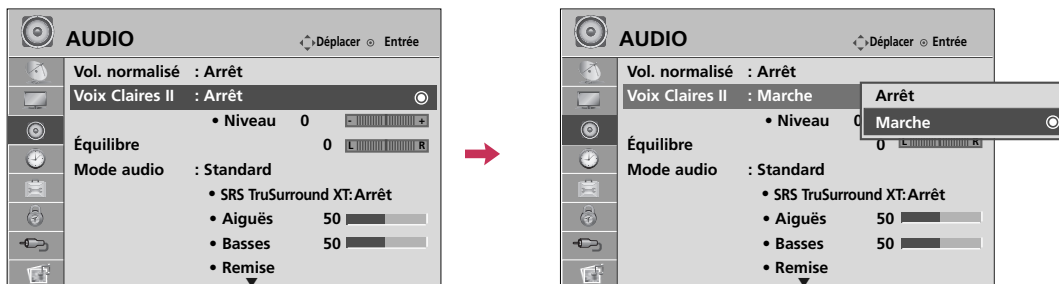 AUDIO
Déplacer Entrée
Vol. normalisé : Arrêt
Voix Claires II : Arrêt
• Niveau 0 - +
Équilibre 0 L R
Mode audio : Standard
• SRS TruSurround XT:Arrêt
• Aiguës 50
• Basses 50
• Remise
AUDIO
Déplacer Entrée
Vol. normalisé : Arrêt
Voix Claires II : Marche
Arrêt
Marche
• Niveau 0
Équilibre 0 L R
Mode audio : Standard
• SRS TruSurround XT:Arrêt
• Aiguës 50
• Basses 50
• Remise